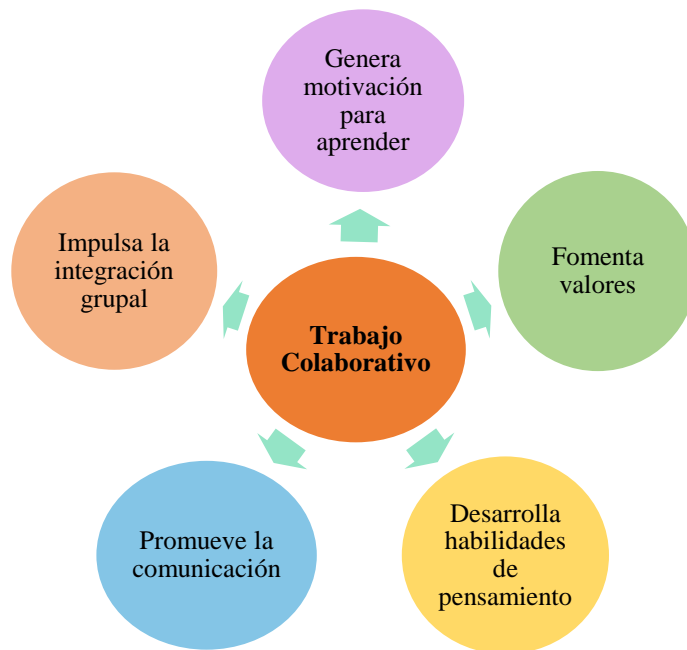 Genera
motivación
para
aprender
Impulsa la
integración
grupal
Fomenta
valores
Trabajo
Colaborativo
Promueve la
comunicación
Desarrolla
habilidades
de
pensamiento